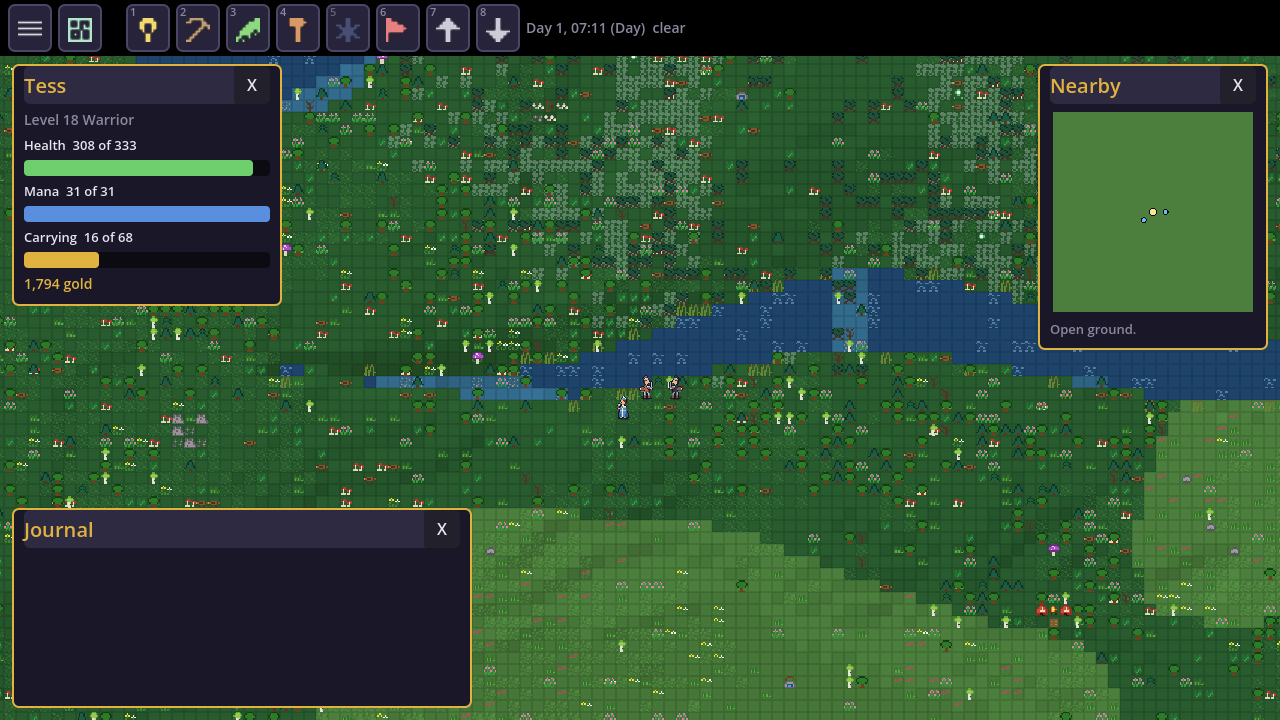 1
2
3
4
5
6
7
8
Day 1, 07:11 (Day)  clear
Tess
X
Level 18 Warrior
Health  308 of 333
Mana  31 of 31
Carrying  16 of 68
1,794 gold
Nearby
X
Open ground.
Journal
X